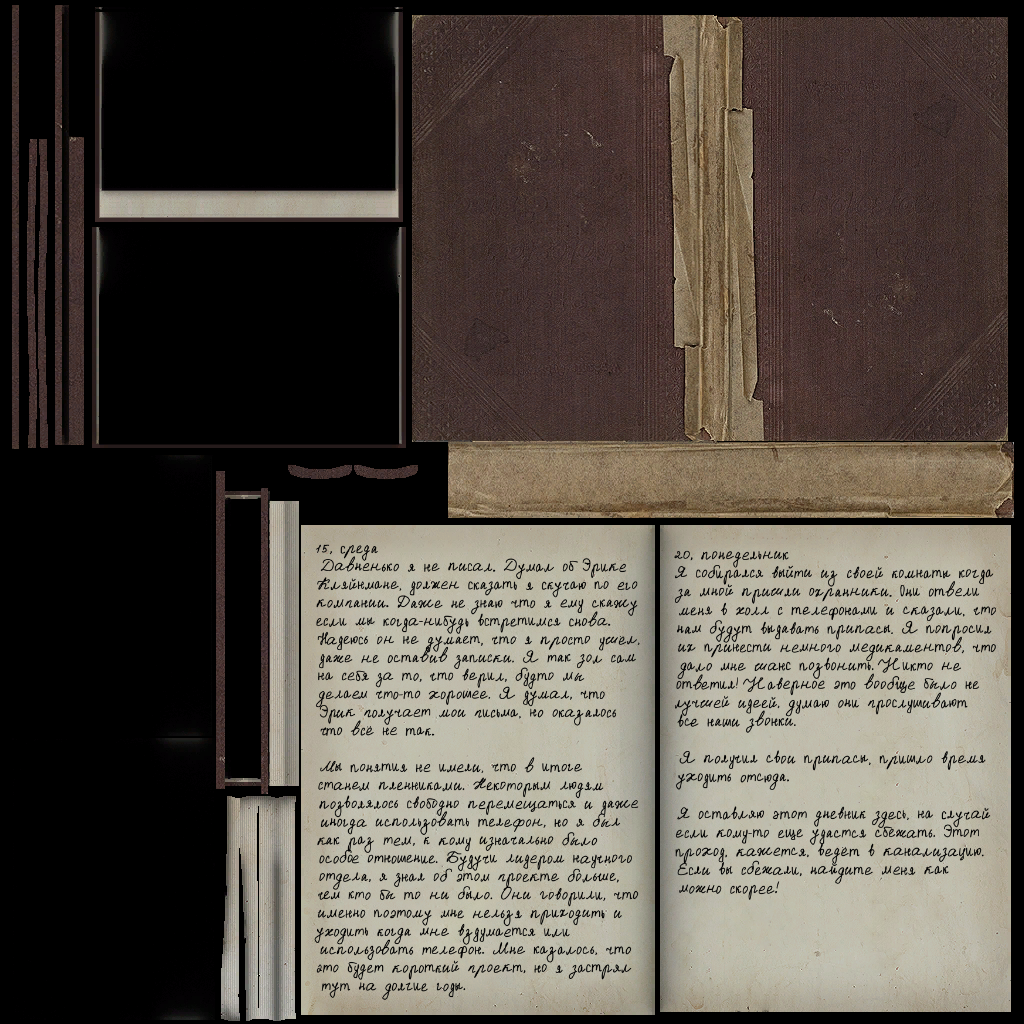 15, среда
Давненько я не писал. Думал об Эрике
Кляйнмане, должен сказать я скучаю по его
компании. Даже не знаю что я ему скажу
если мы когда-нибудь встретимся снова.
Надеюсь он не думает, что я просто ушел,
даже не оставив записки. Я так зол сам
на себя за то, что верил, будто мы
делаем что-то хорошее. Я думал, что
Эрик получает мои письма, но оказалось
что все не так.
Мы понятия не имели, что в итоге
станем пленниками. Некоторым людям
позволялось свободно перемещаться и даже
иногда использовать телефон, но я был
как раз тем, к кому изначально было
особое отношение. Будучи лидером научного
отдела, я знал об этом проекте больше,
чем кто бы то ни было. Они говорили, что
именно поэтому мне нельзя приходить и
уходить когда мне вздумается или
использовать телефон. Мне казалось, что
это будет короткий проект, но я застрял
тут на долгие годы.
20, понедельник
Я собирался выйти из своей комнаты когда
за мной пришли охранники. Они отвели
меня в холл с телефонами и сказали, что
нам будут выдавать припасы. Я попросил
их принести немного медикаментов, что
дало мне шанс позвонить. Никто не
ответил! Наверное это вообще было не
лучшей идеей, думаю они прослушивают
все наши звонки.
Я получил свои припасы, пришло время
уходить отсюда.
Я оставляю этот дневник здесь, на случай
если кому-то еще удастся сбежать. Этот
проход, кажется, ведет в канализацию.
Если вы сбежали, найдите меня как
можно скорее!